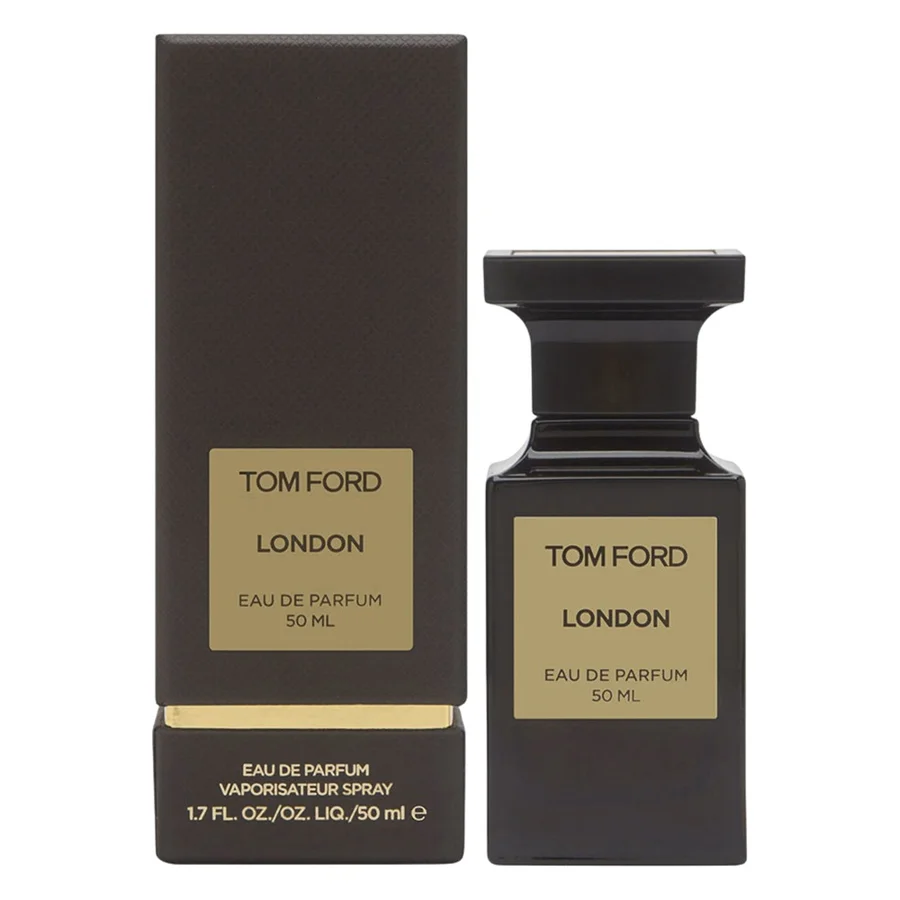 TOM FORD
LONDON
EAU DE PARFUM
50 ML
EAU DE PARFUM
VAPORISATEUR SPRAY
1.7 FL. OZ./OZ. LIQ./50 ml ℮
TOM FORD
LONDON
EAU DE PARFUM
50 ML